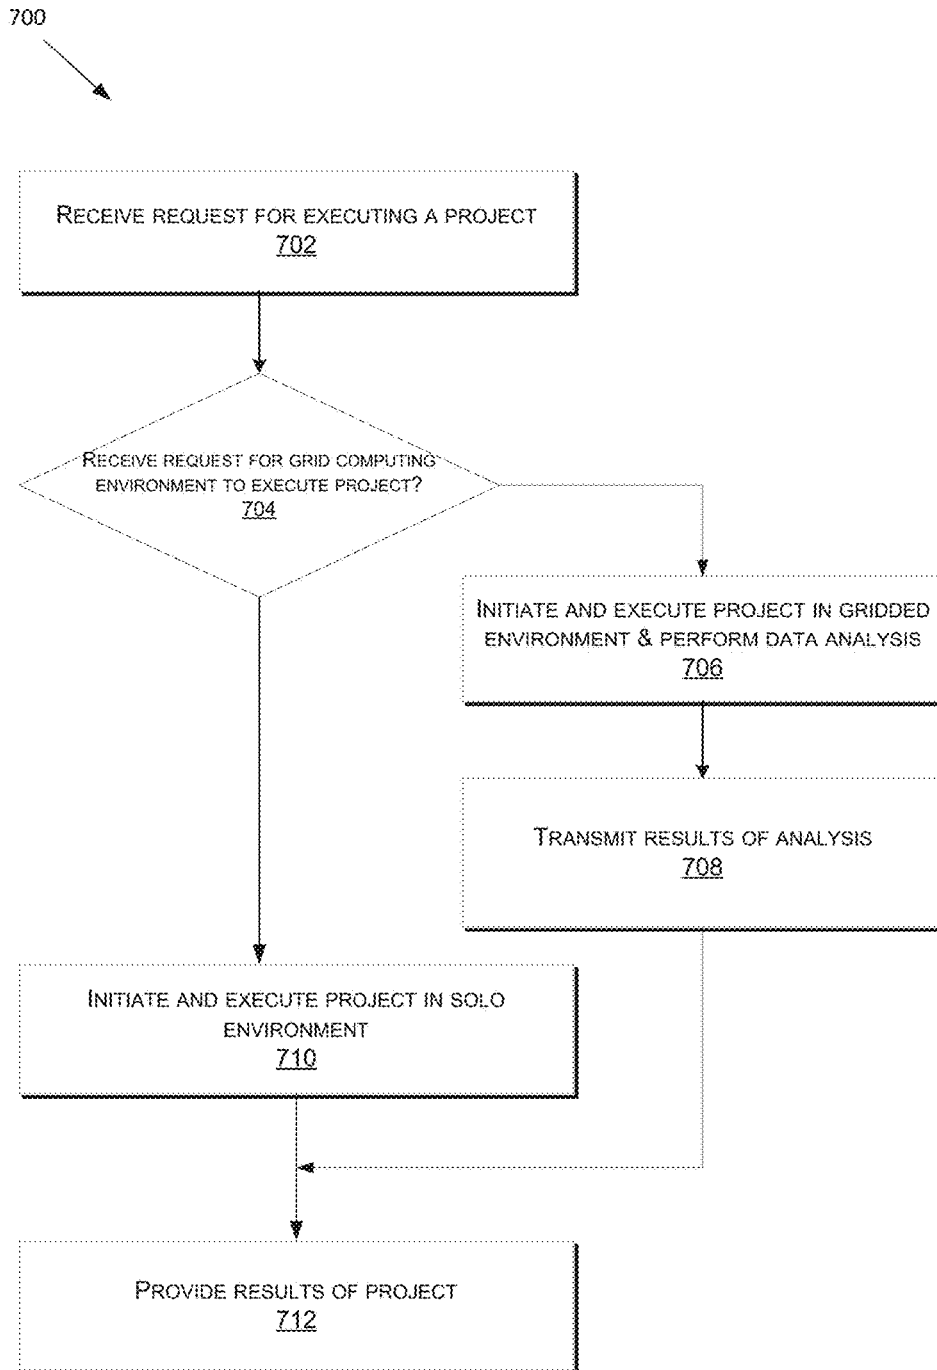 700
RECEIVE REQUEST FOR EXECUTING A PROJECT
702
RECEIVE REQUEST FOR GRID COMPUTING
ENVIRONMENT TO EXECUTE PROJECT?
704
INITIATE AND EXECUTE PROJECT IN GRIDDED
ENVIRONMENT & PERFORM DATA ANALYSIS
706
TRANSMIT RESULTS OF ANALYSIS
708
INITIATE AND EXECUTE PROJECT IN SOLO
ENVIRONMENT
710
PROVIDE RESULTS OF PROJECT
712